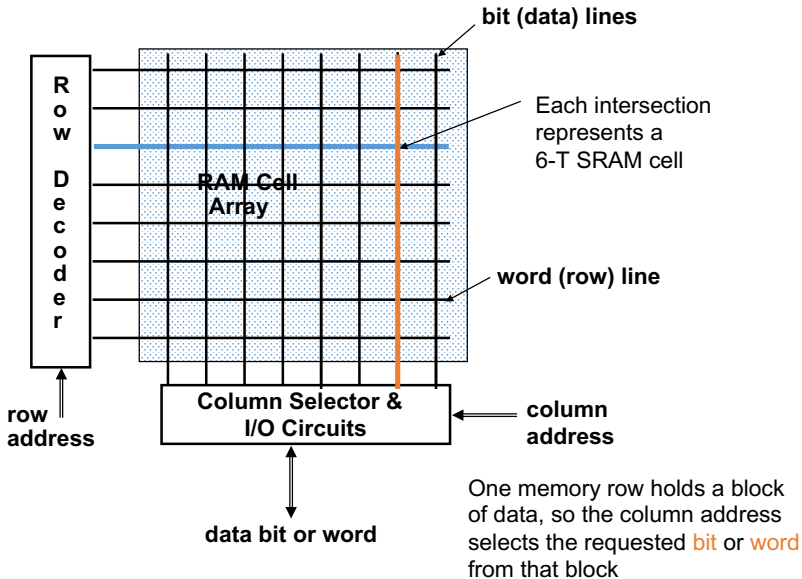 bit (data) lines
Row Decoder
Each intersection
represents a
6-T SRAM cell
RAM Cell
Array
word (row) line
Column Selector &
I/O Circuits
row
address
column
address
data bit or word
One memory row holds a block
of data, so the column address
selects the requested bit or word
from that block